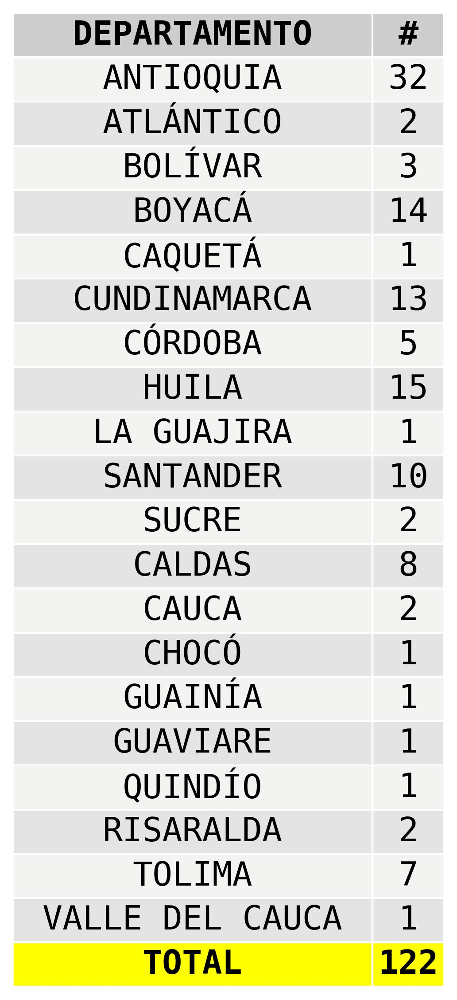 DEPARTAMENTO #
ANTIOQUIA 32
ATLÁNTICO 2
BOLÍVAR 3
BOYACÁ 14
CAQUETÁ 1
CUNDINAMARCA 13
CÓRDOBA 5
HUILA 15
LA GUAJIRA 1
SANTANDER 10
SUCRE 2
CALDAS 8
CAUCA 2
CHOCÓ 1
GUAINÍA 1
GUAVIARE 1
QUINDÍO 1
RISARALDA 2
TOLIMA 7
VALLE DEL CAUCA 1
TOTAL 122